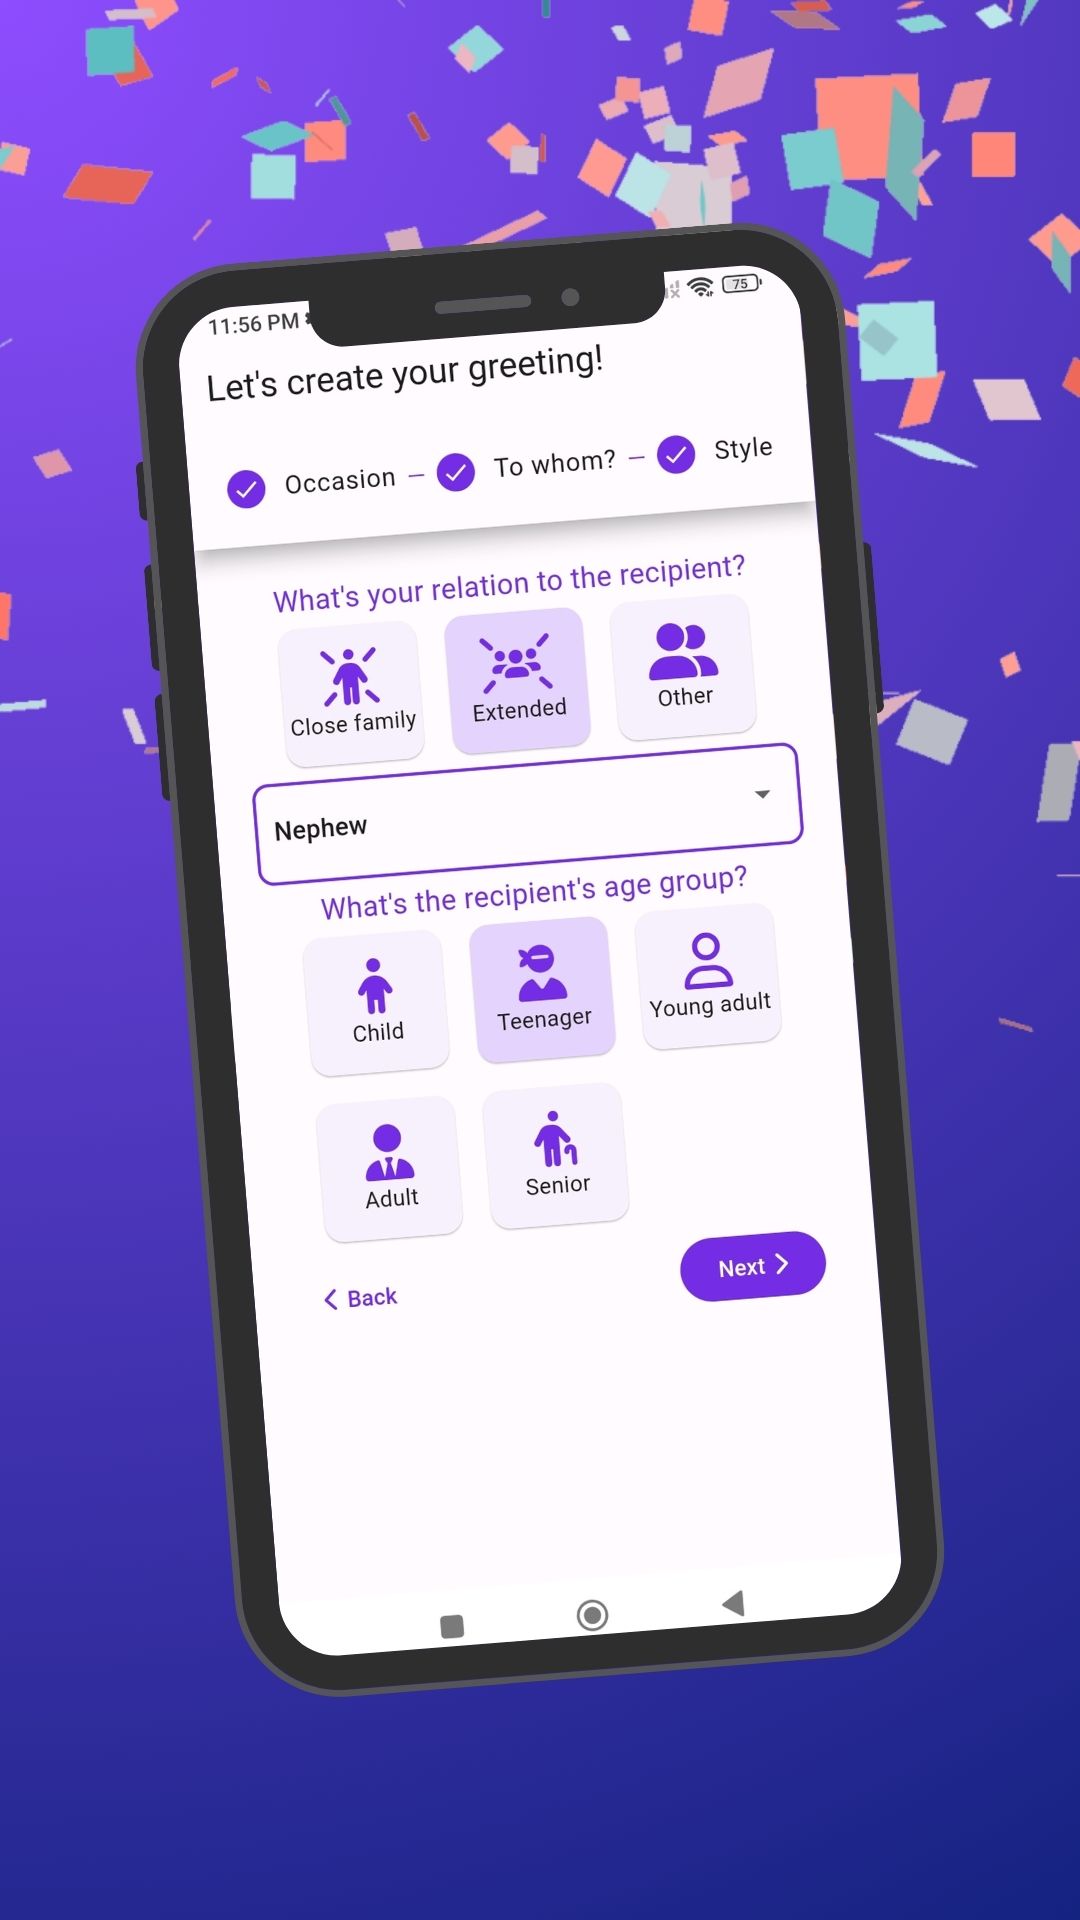 11:56 PM
75
Let's create your greeting!
Occasion
To whom?
Style
What's your relation to the recipient?
Close family
Extended
Other
Nephew
What's the recipient's age group?
Child
Teenager
Young adult
Adult
Senior
Back
Next